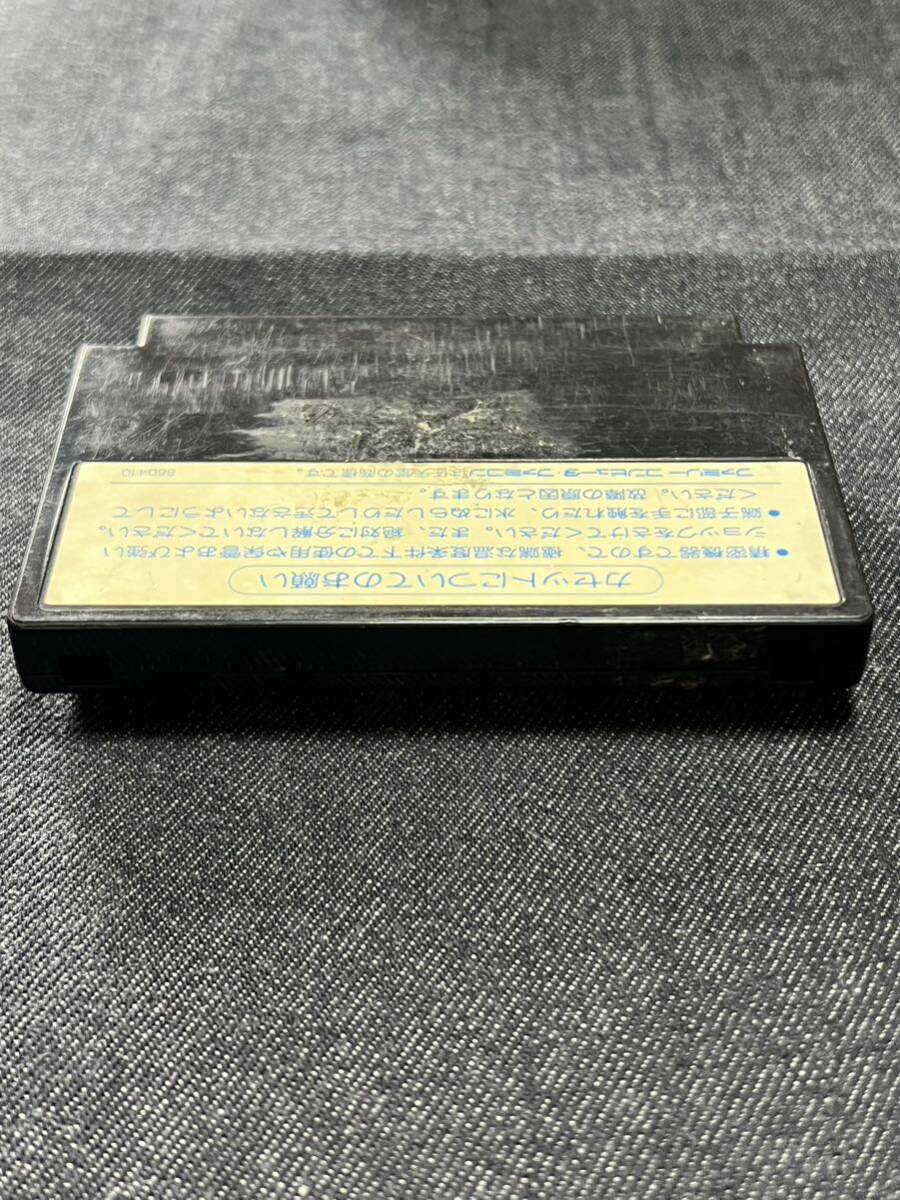 カセットについてのお願い
●精密機器ですので、極端な温度条件下での使用や保管および強い
ショックをさけてください。また、絶対に分解しないでください。
●端子部に手を触れたり、水にぬらしたりして汚さないようにして
ください。故障の原因となります。
ファミリーコンピュータ・ファミコンは任天堂の商標です。
860410